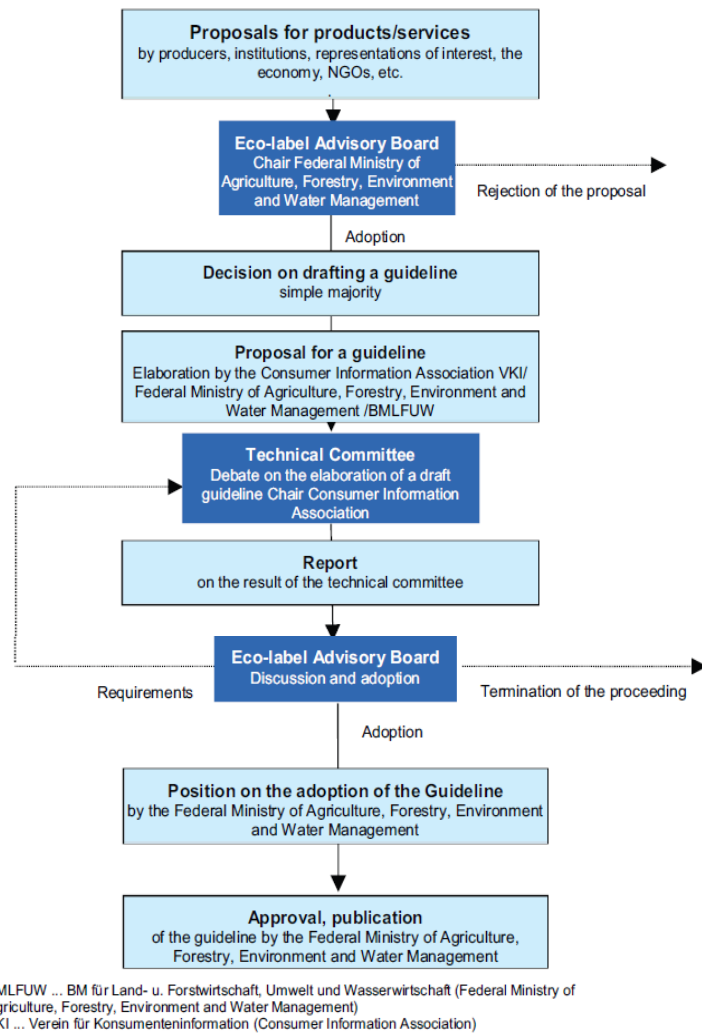 Proposals for products/services
by producers, institutions, representations of interest, the
economy, NGOs, etc.
Eco-label Advisory Board
Chair Federal Ministry of
Agriculture, Forestry, Environment
and Water Management
Rejection of the proposal
Adoption
Decision on drafting a guideline
simple majority
Proposal for a guideline
Elaboration by the Consumer Information Association VKI/
Federal Ministry of Agriculture, Forestry, Environment and
Water Management /BMLFUW
Technical Committee
Debate on the elaboration of a draft
guideline Chair Consumer Information
Association
Report
on the result of the technical committee
Eco-label Advisory Board
Discussion and adoption
Requirements
Termination of the proceeding
Adoption
Position on the adoption of the Guideline
by the Federal Ministry of Agriculture, Forestry, Environment
and Water Management
Approval, publication
of the guideline by the Federal Ministry of Agriculture,
Forestry, Environment and Water Management
MLFUW ... BM für Land- u. Forstwirtschaft, Umwelt und Wasserwirtschaft (Federal Ministry of
griculture, Forestry, Environment and Water Management)
KI ... Verein für Konsumenteninformation (Consumer Information Association)